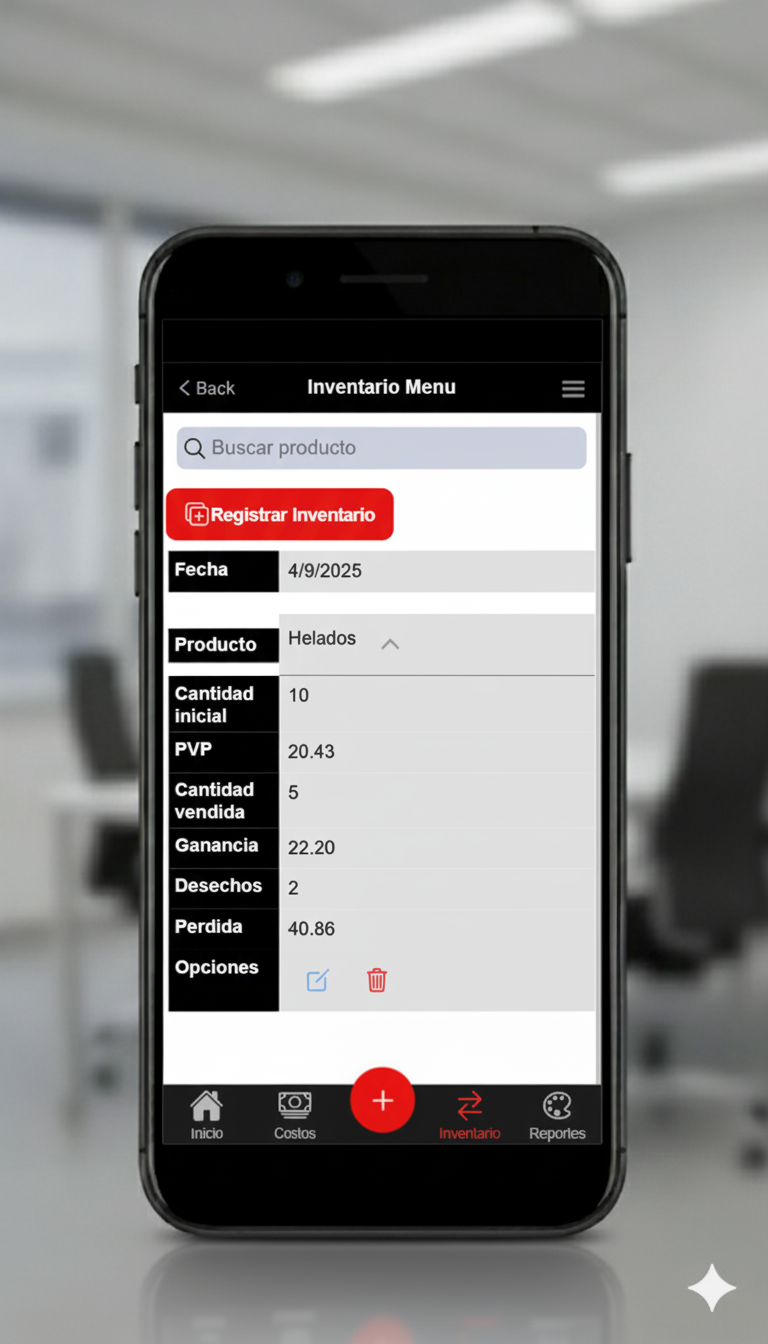 Back
Inventario Menu
Buscar producto
Registrar Inventario
Fecha
4/9/2025
Producto
Helados
Cantidad
inicial
10
PVP
20.43
Cantidad
vendida
5
Ganancia
22.20
Desechos
2
Perdida
40.86
Opciones
Inicio
Costos
Inventario
Reportes